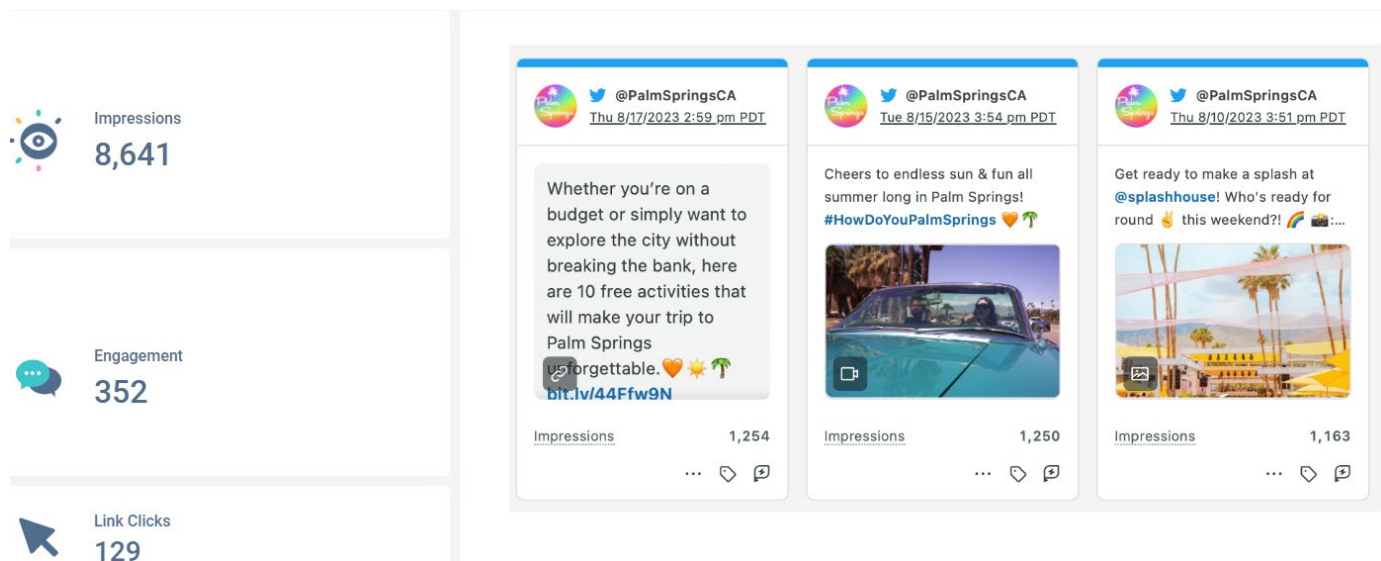 Impressions
8,641
Engagement
352
Link Clicks
129
@PalmSpringsCA
Thu 8/17/2023 2:59 pm PDT
Whether you're on a
budget or simply want to
explore the city without
breaking the bank, here
are 10 free activities that
will make your trip to
Palm Springs
unforgettable.🧡☀️🌴
bit.ly/44Ffw9N
Impressions 1,254
@PalmSpringsCA
Tue 8/15/2023 3:54 pm PDT
Cheers to endless sun & fun all
summer long in Palm Springs!
#HowDoYouPalmSprings 🧡🌴
Impressions 1,250
@PalmSpringsCA
Thu 8/10/2023 3:51 pm PDT
Get ready to make a splash at
@splashhouse! Who's ready for
round ✌️ this weekend?! 🌈 📸:...
Impressions 1,163